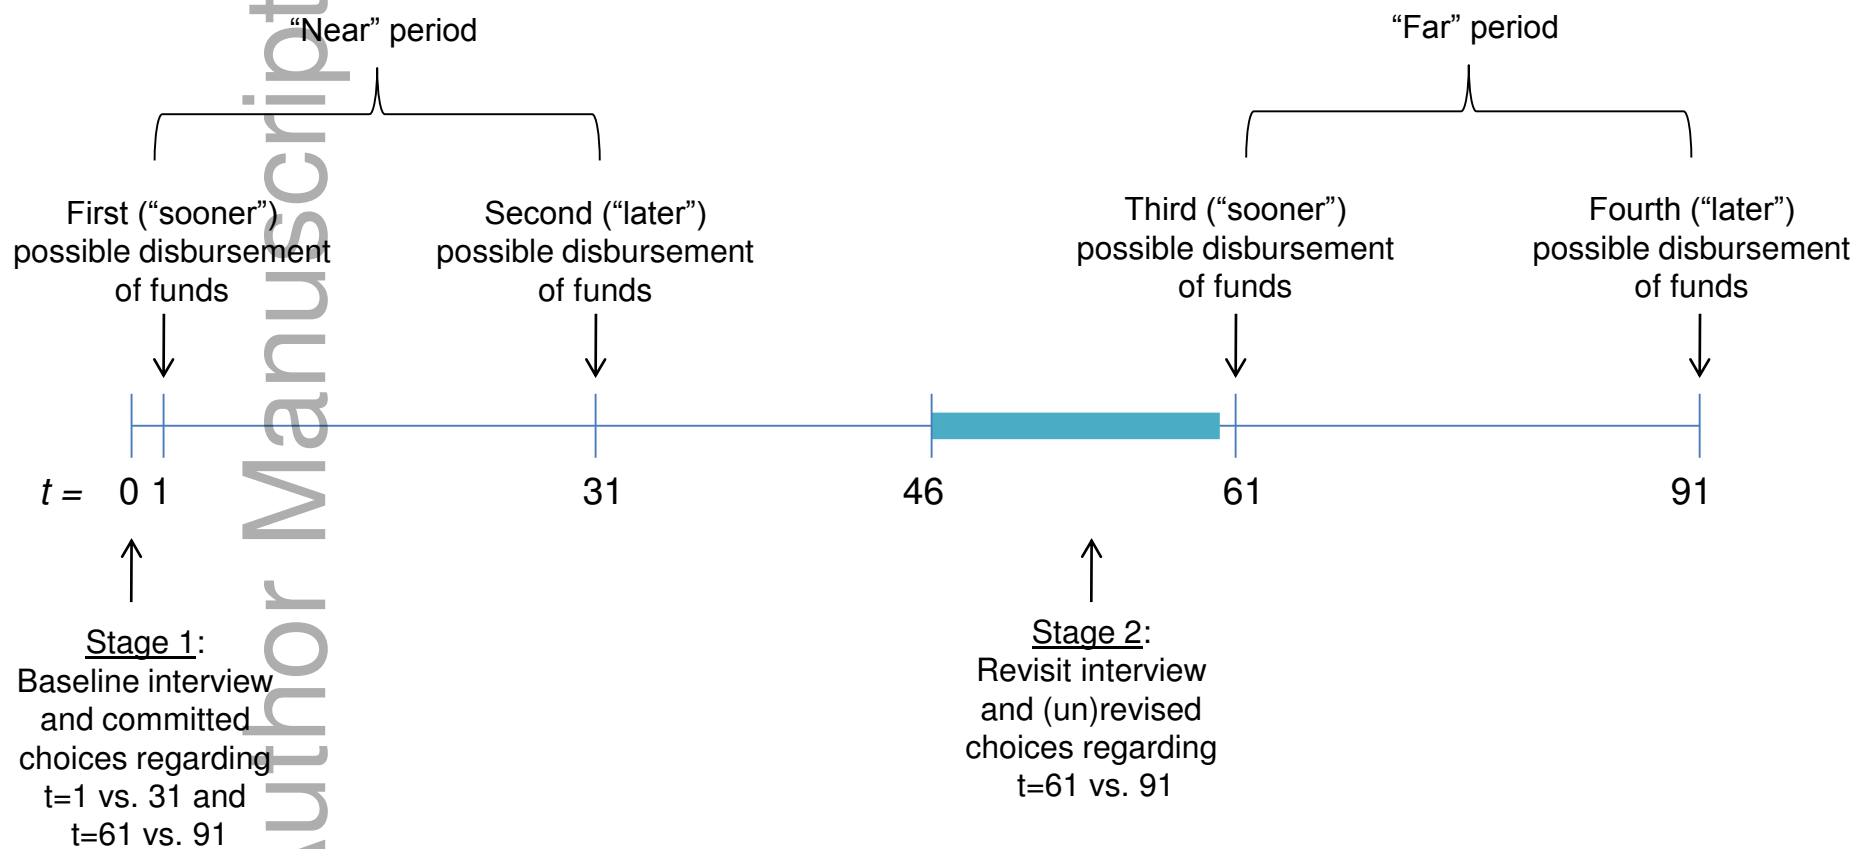 “Near” period
“Far” period
First (“sooner”)
possible disbursement
of funds
Second (“later”)
possible disbursement
of funds
Third (“sooner”)
possible disbursement
of funds
Fourth (“later”)
possible disbursement
of funds
t = 0 1 31 46 61 91
Stage 1:
Baseline interview
and committed
choices regarding
t=1 vs. 31 and
t=61 vs. 91
Stage 2:
Revisit interview
and (un)revised
choices regarding
t=61 vs. 91
Author Manuscript